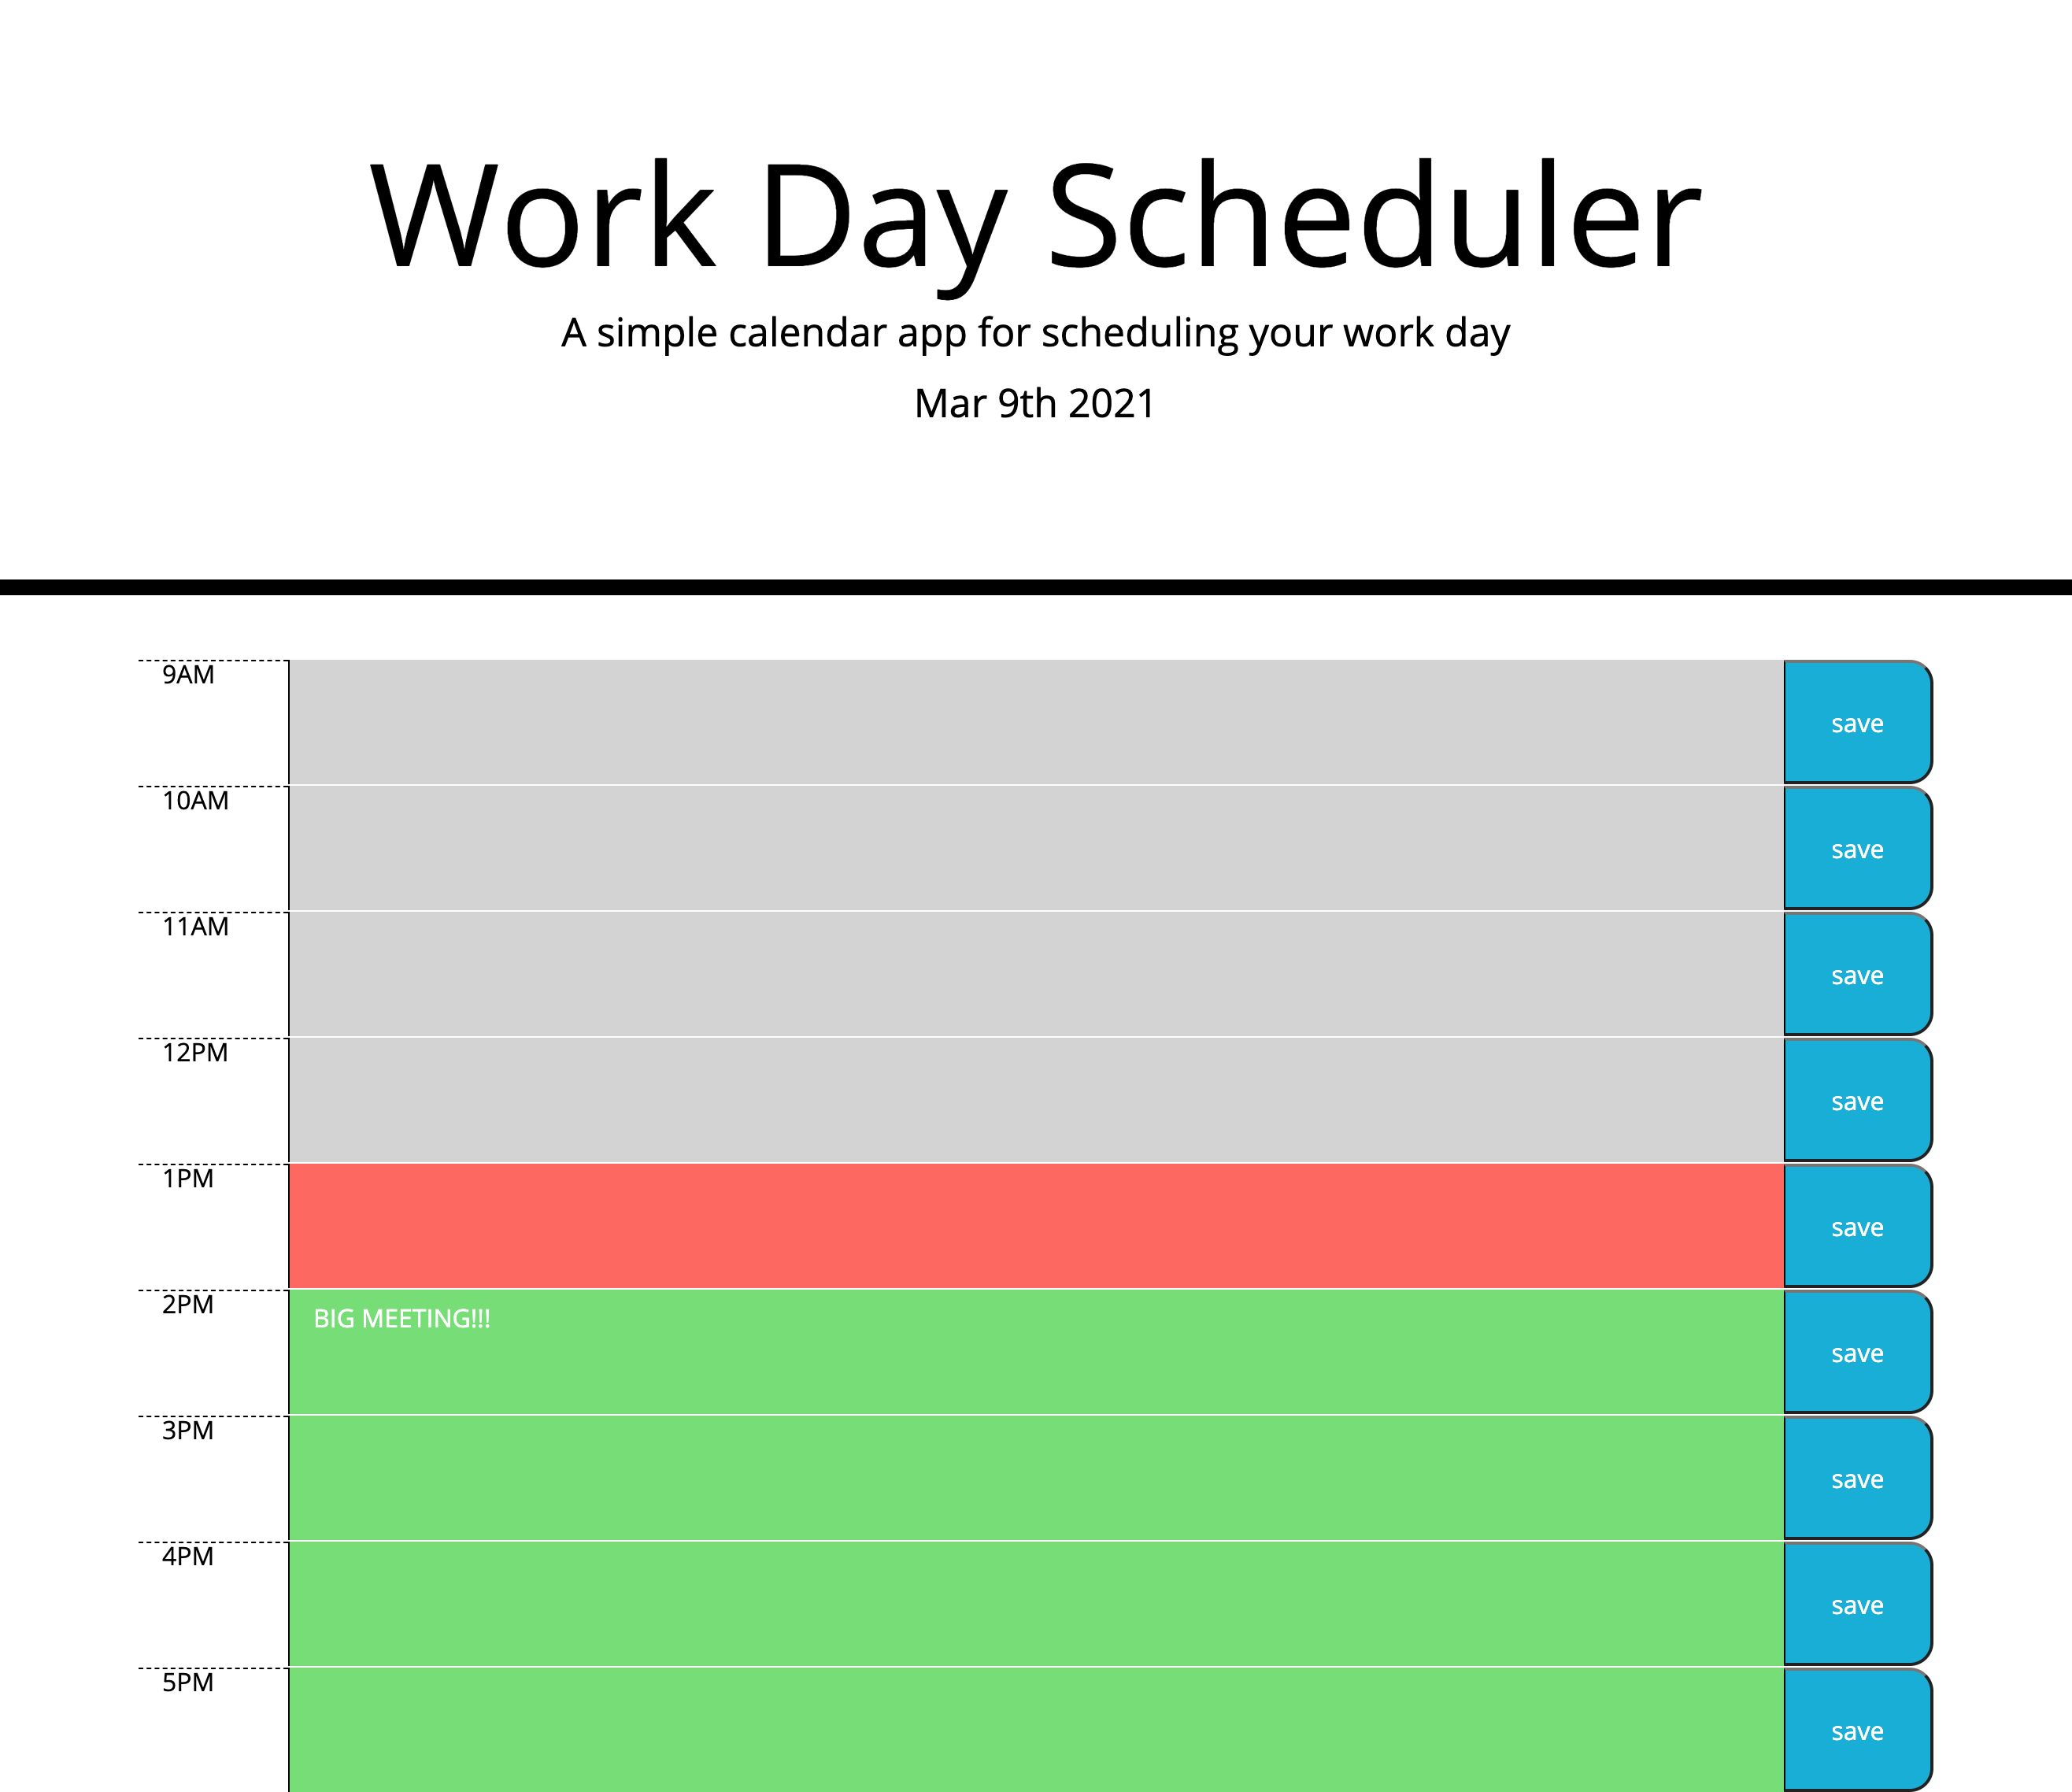 Work Day Scheduler
A simple calendar app for scheduling your work day
Mar 9th 2021
9AM
save
10AM
save
11AM
save
12PM
save
1PM
save
2PM
BIG MEETING!!!
save
3PM
save
4PM
save
5PM
save